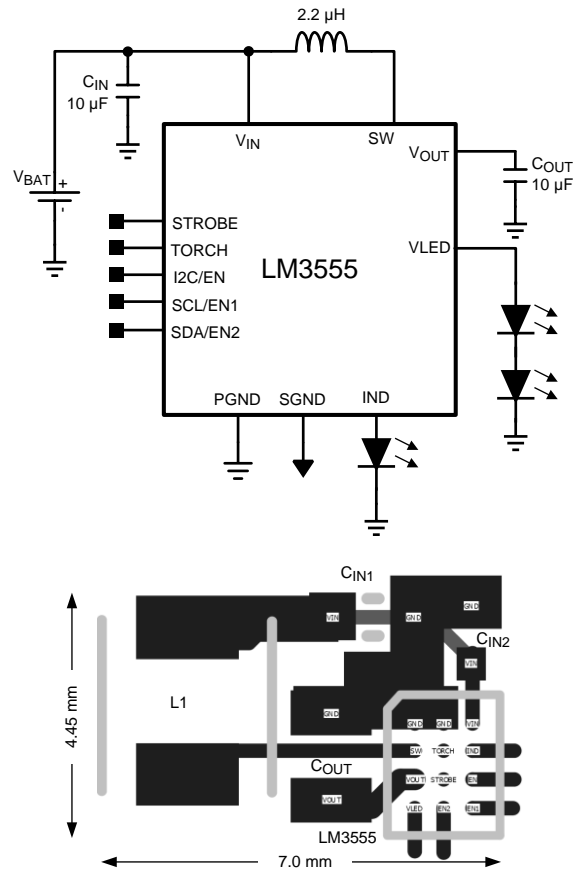 2.2 µH
CIN
10 µF
VIN
SW
VOUT
COUT
10 µF
VBAT
+
-
STROBE
TORCH
I2C/EN
SCL/EN1
SDA/EN2
LM3555
VLED
PGND
SGND
IND
CIN1
VIN
GND
GND
CIN2
VIN
4.45 mm
L1
GND
GND
GND
VIN
SW
TORCH
IND
COUT
VOUT
VOUT
STROBE
EN
VLED
EN2
EN1
LM3555
7.0 mm